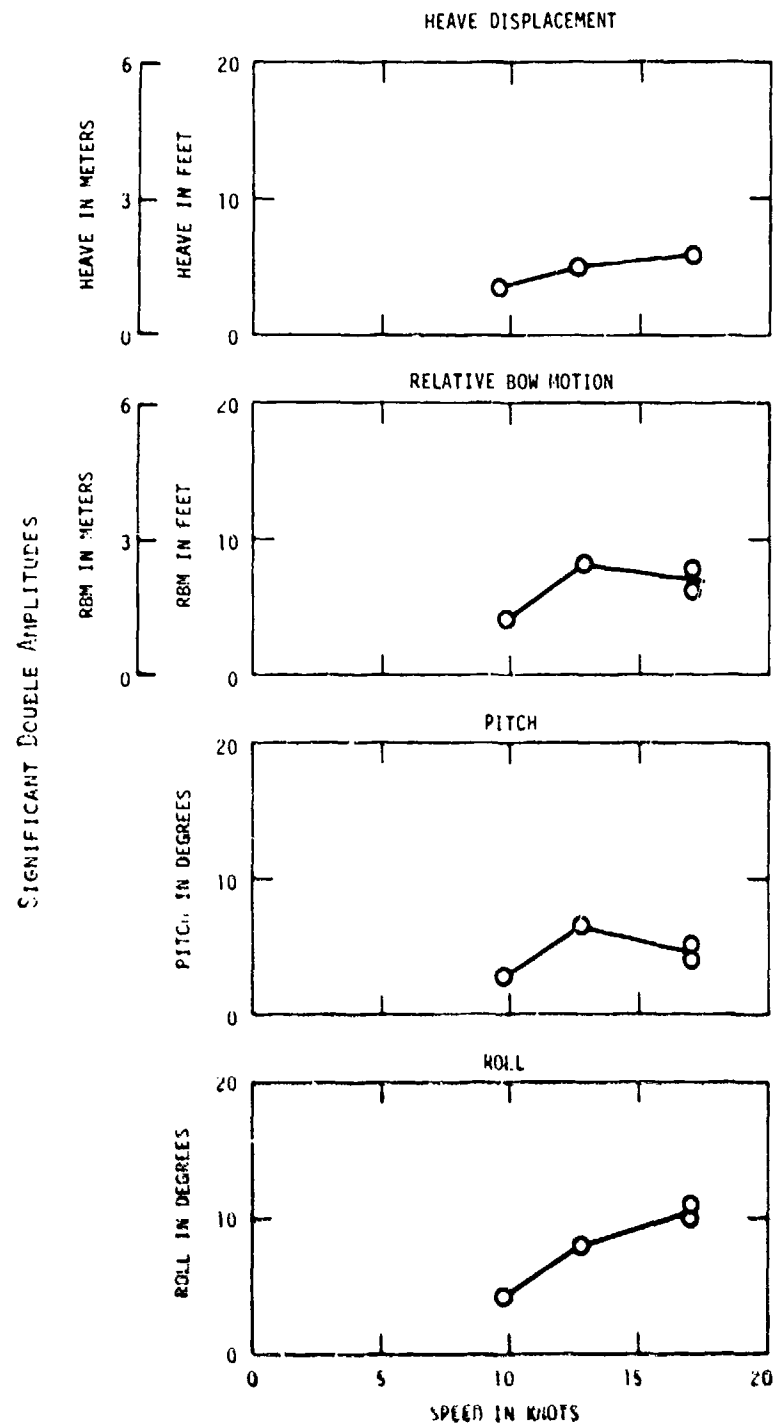 HEAVE DISPLACEMENT
HEAVE IN METERS
6
3
0
HEAVE IN FEET
20
10
0
RELATIVE BOW MOTION
SIGNIFICANT DOUBLE AMPLITUDES
RBM IN METERS
6
3
0
RBM IN FEET
20
10
0
PITCH
PITCH IN DEGREES
20
10
0
ROLL
ROLL IN DEGREES
20
10
0
0 5 10 15 20
SPEED IN KNOTS